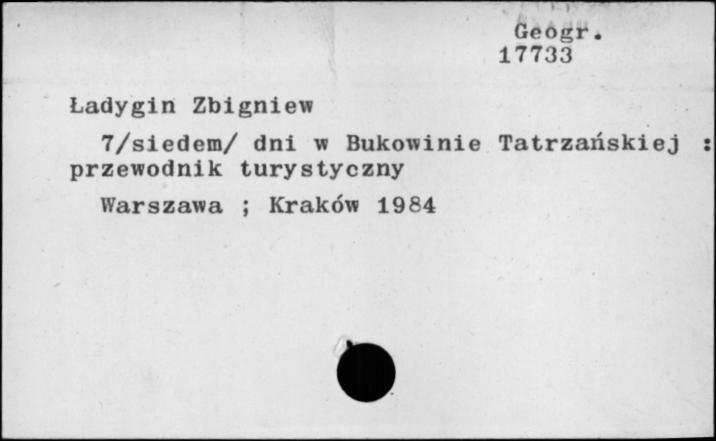 Geogr.
17733
Ładygin Zbigniew
7/siedem/ dni w Bukowinie Tatrzańskiej :
przewodnik turystyczny
Warszawa ; Kraków 1984